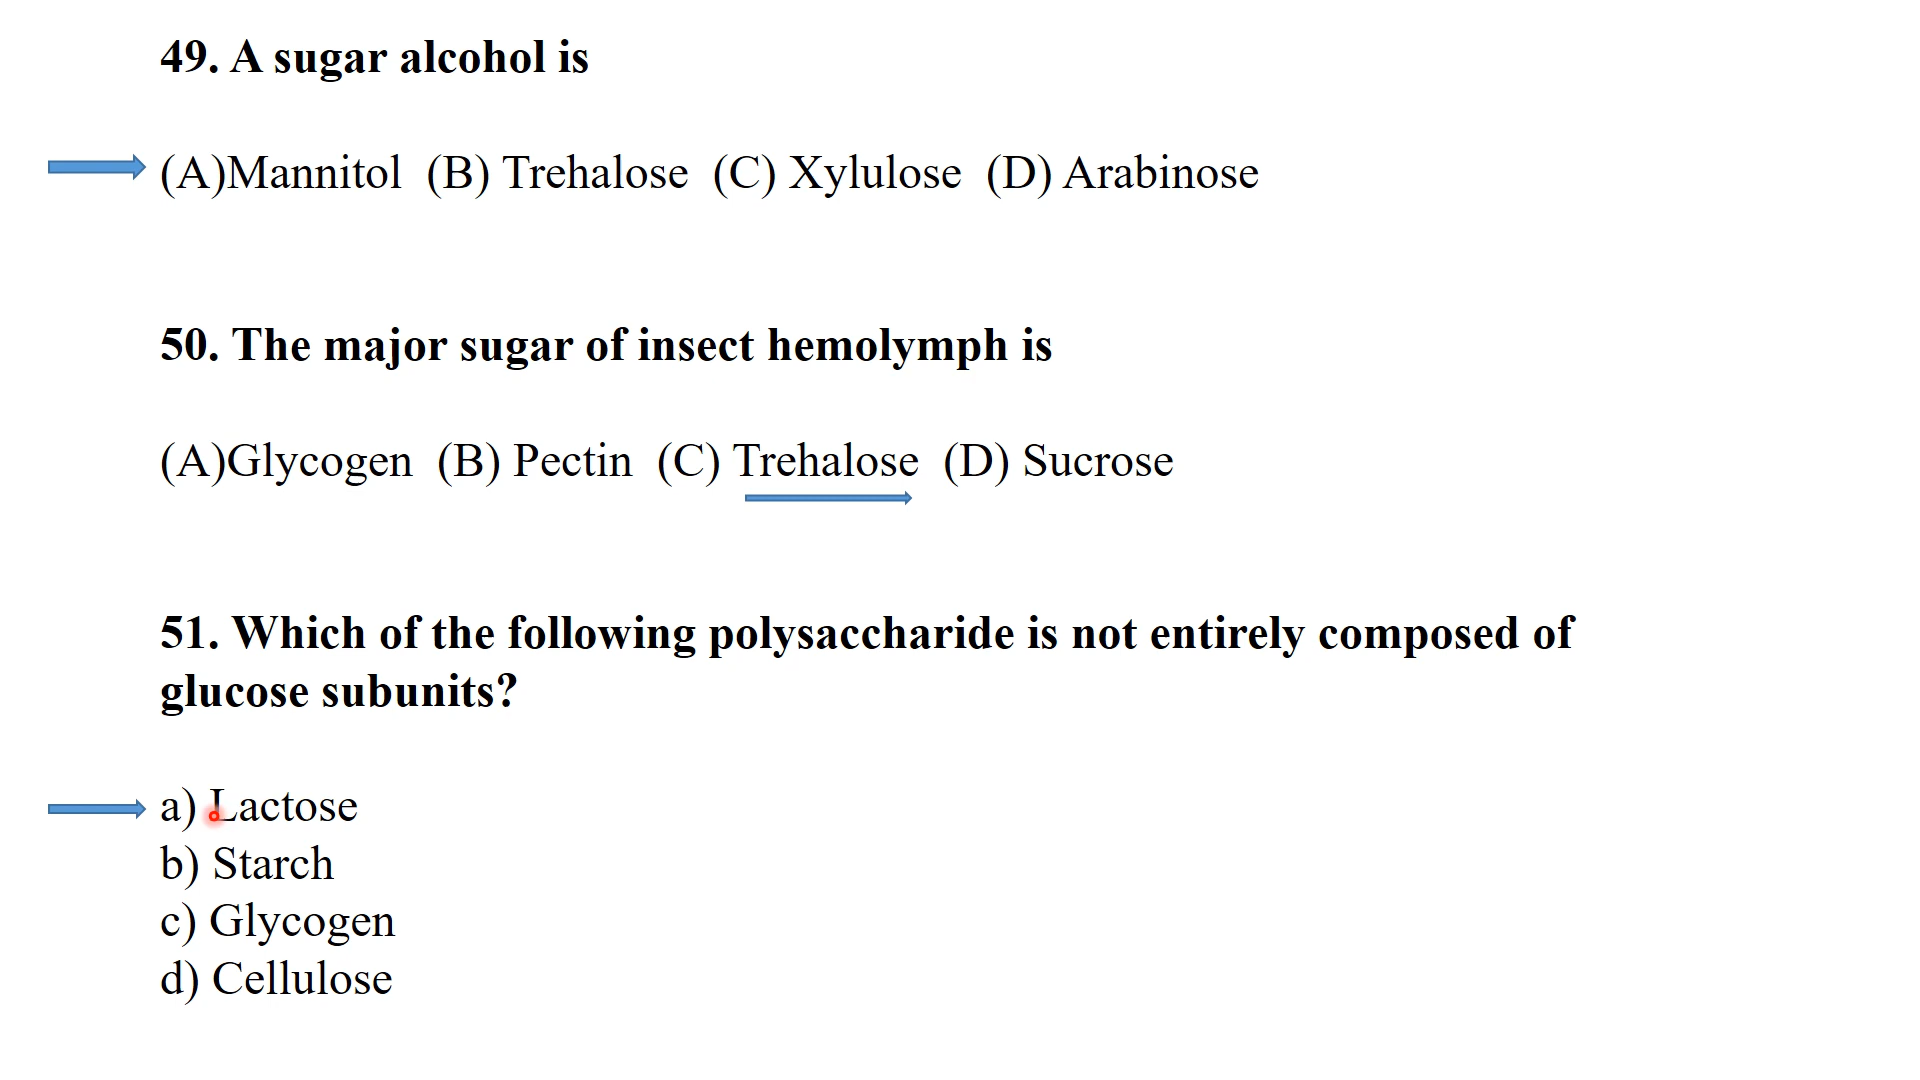 49. A sugar alcohol is
(A)Mannitol (B) Trehalose (C) Xylulose (D) Arabinose
50. The major sugar of insect hemolymph is
(A)Glycogen (B) Pectin (C) Trehalose (D) Sucrose
51. Which of the following polysaccharide is not entirely composed of
glucose subunits?
a) Lactose
b) Starch
c) Glycogen
d) Cellulose